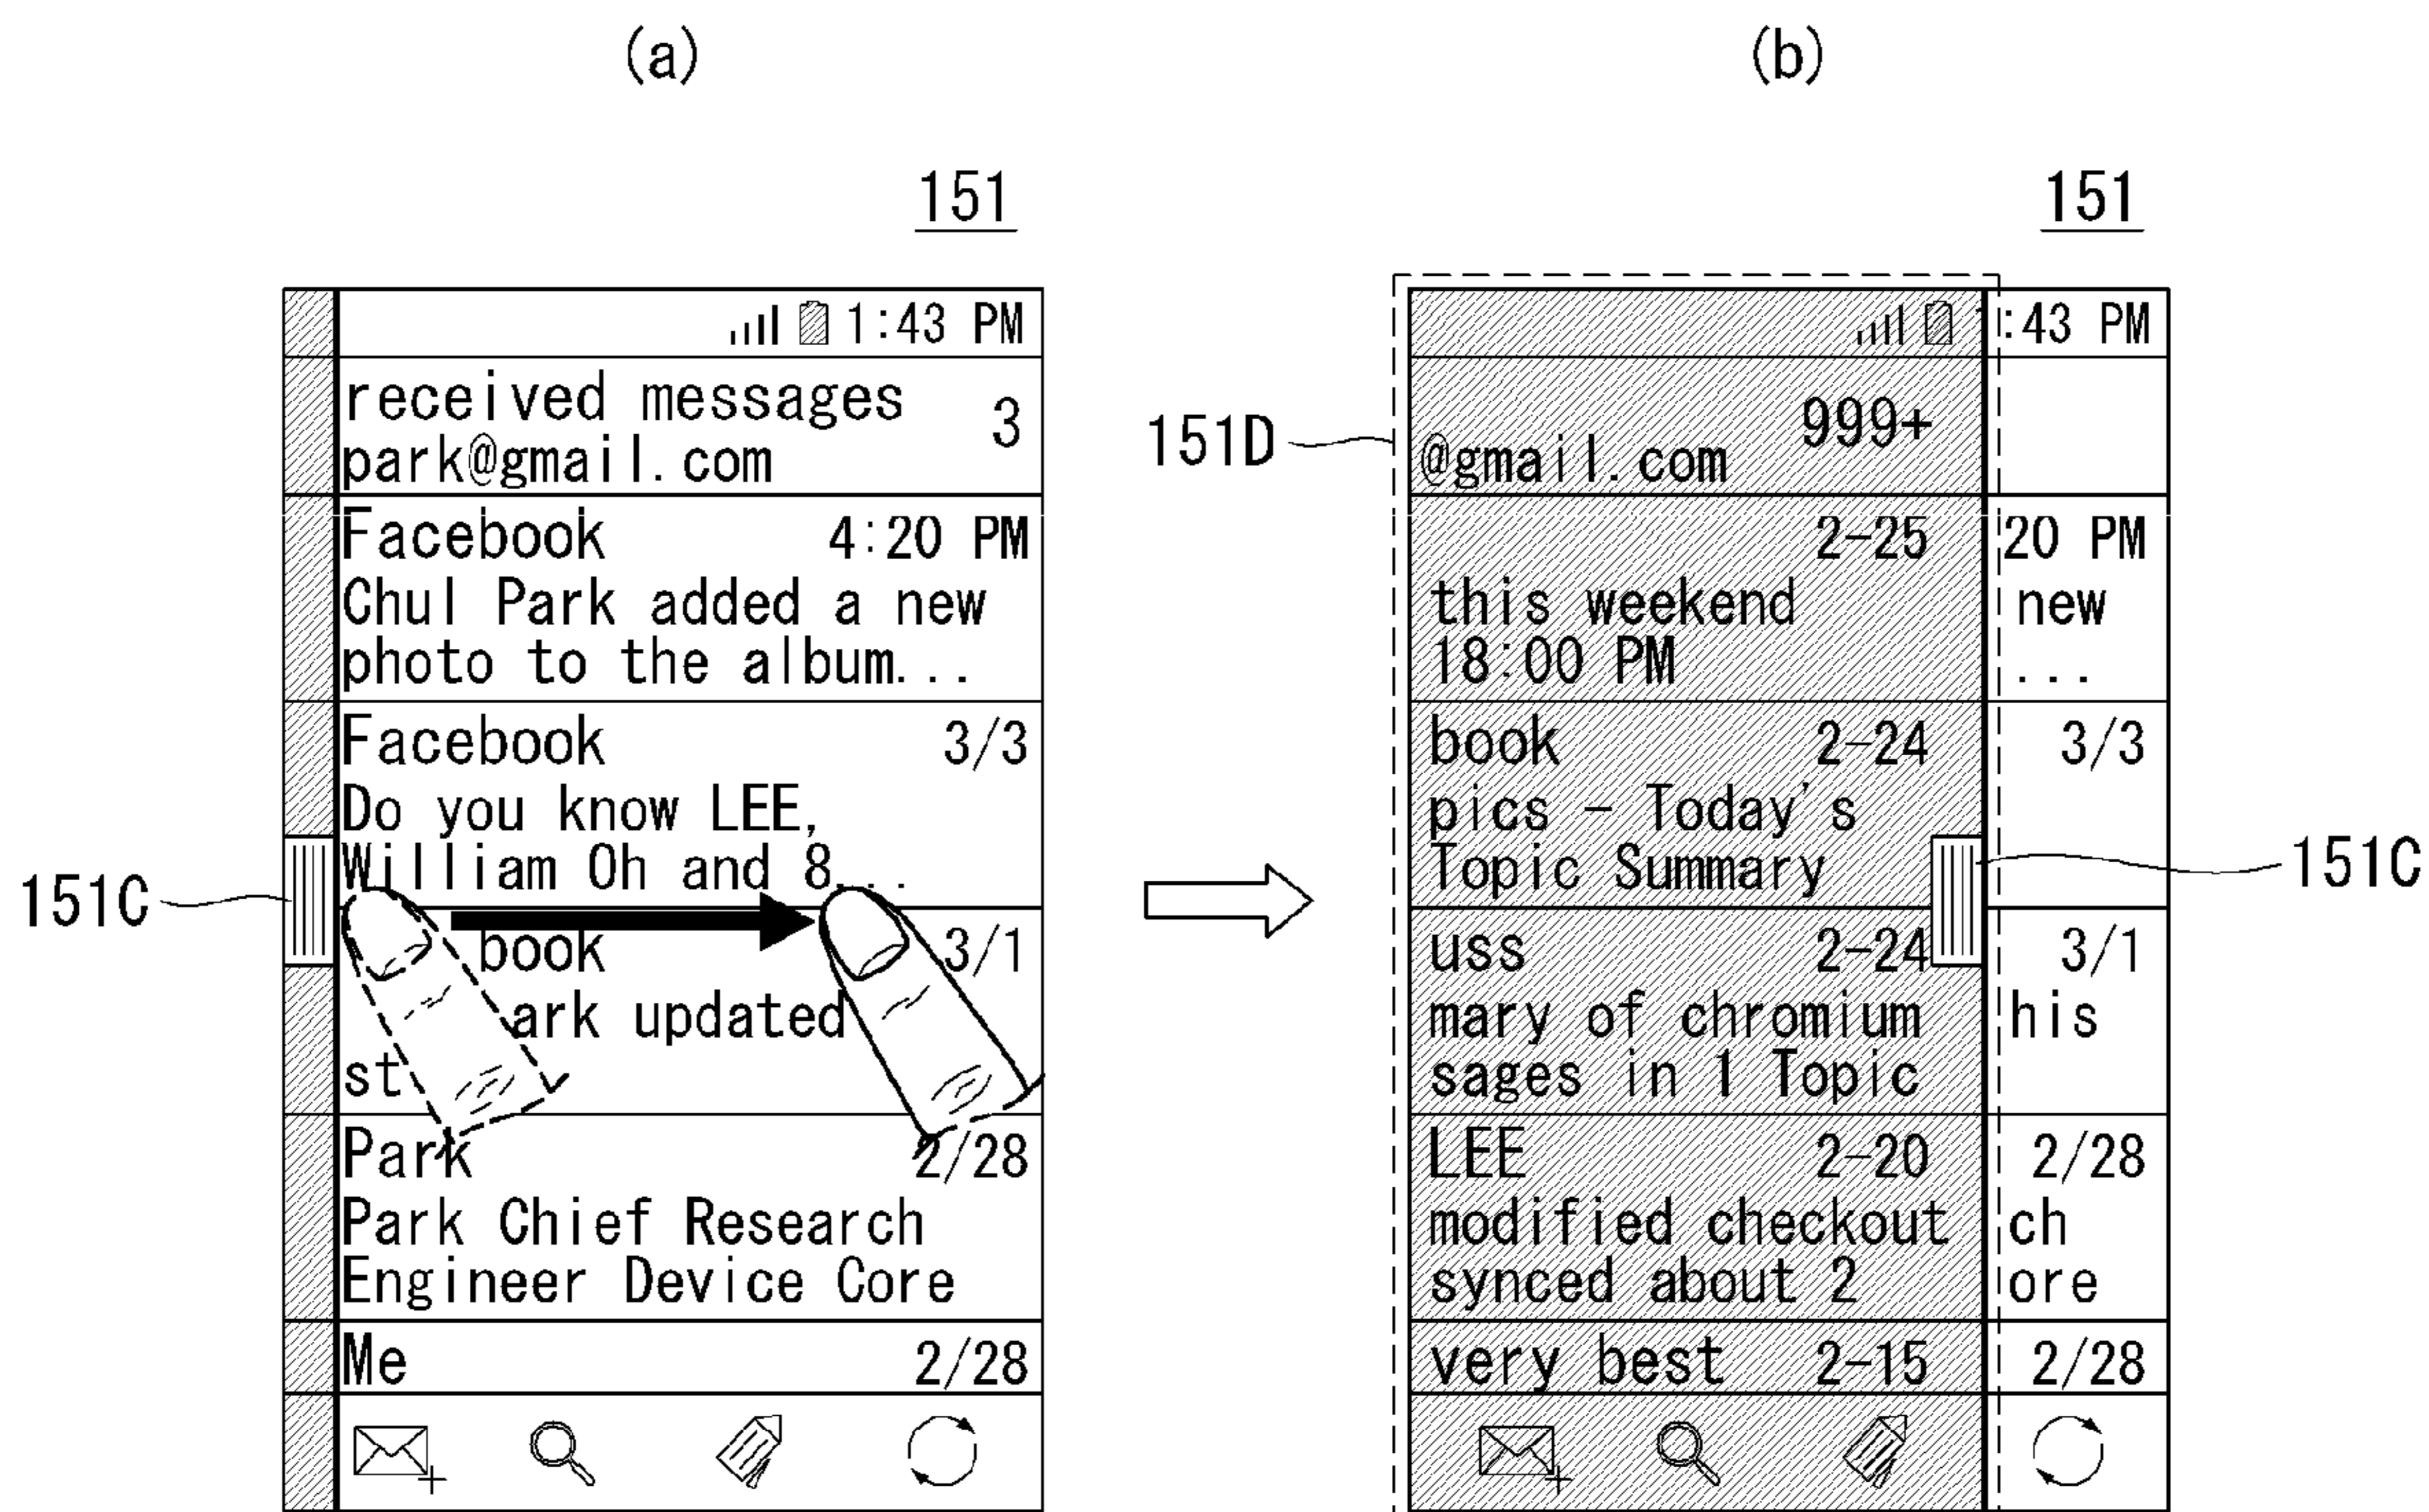 (a)
151
1:43 PM
received messages
3
park@gmail.com
Facebook 4:20 PM
Chul Park added a new
photo to the album...
Facebook 3/3
Do you know LEE,
William Oh and 8...
151C
book 3/1
ark updated
st
Park 2/28
Park Chief Research
Engineer Device Core
Me 2/28
(b)
151
:43 PM
151D
999+
@gmail.com
2-25 20 PM
this weekend new
18:00 PM ...
book 2-24 3/3
pics - Today's
Topic Summary
151C
uss 2-24 3/1
mary of chromium his
sages in 1 Topic
LEE 2-20 2/28
modified checkout ch
synced about 2 ore
very best 2-15 2/28